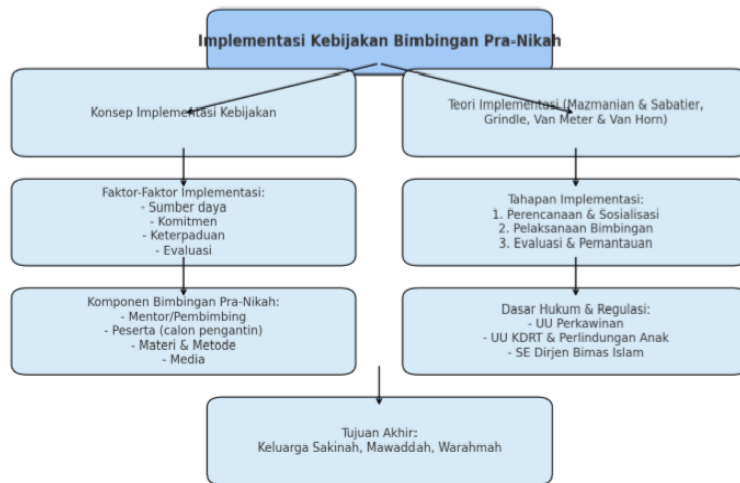 Implementasi Kebijakan Bimbingan Pra-Nikah
Konsep Implementasi Kebijakan
Teori Implementasi (Mazmanian & Sabatier,
Grindle, Van Meter & Van Horn)
Faktor-Faktor Implementasi:
- Sumber daya
- Komitmen
- Keterpaduan
- Evaluasi
Tahapan Implementasi:
1. Perencanaan & Sosialisasi
2. Pelaksanaan Bimbingan
3. Evaluasi & Pemantauan
Komponen Bimbingan Pra-Nikah:
- Mentor/Pembimbing
- Peserta (calon pengantin)
- Materi & Metode
- Media
Dasar Hukum & Regulasi:
- UU Perkawinan
- UU KDRT & Perlindungan Anak
- SE Dirjen Bimas Islam
Tujuan Akhir:
Keluarga Sakinah, Mawaddah, Warahmah